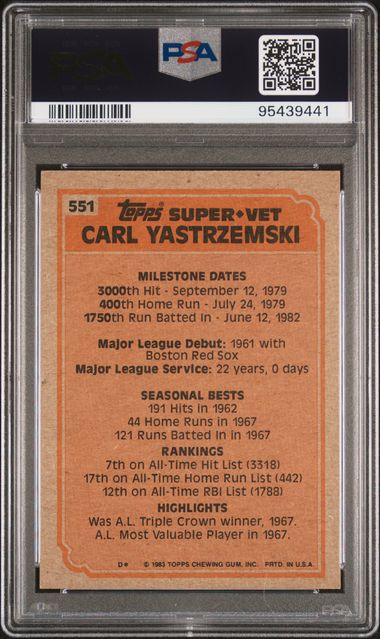 PSA
PSA
95439441
551
Topps SUPER◆VET
CARL YASTRZEMSKI
MILESTONE DATES
3000th Hit - September 12, 1979
400th Home Run - July 24, 1979
1750th Run Batted In - June 12, 1982
Major League Debut: 1961 with
Boston Red Sox
Major League Service: 22 years, 0 days
SEASONAL BESTS
191 Hits in 1962
44 Home Runs in 1967
121 Runs Batted In in 1967
RANKINGS
7th on All-Time Hit List (3318)
17th on All-Time Home Run List (442)
12th on All-Time RBI List (1788)
HIGHLIGHTS
Was A.L. Triple Crown winner, 1967.
A.L. Most Valuable Player in 1967.
D* © 1983 TOPPS CHEWING GUM, INC. PRTD. IN U.S.A.